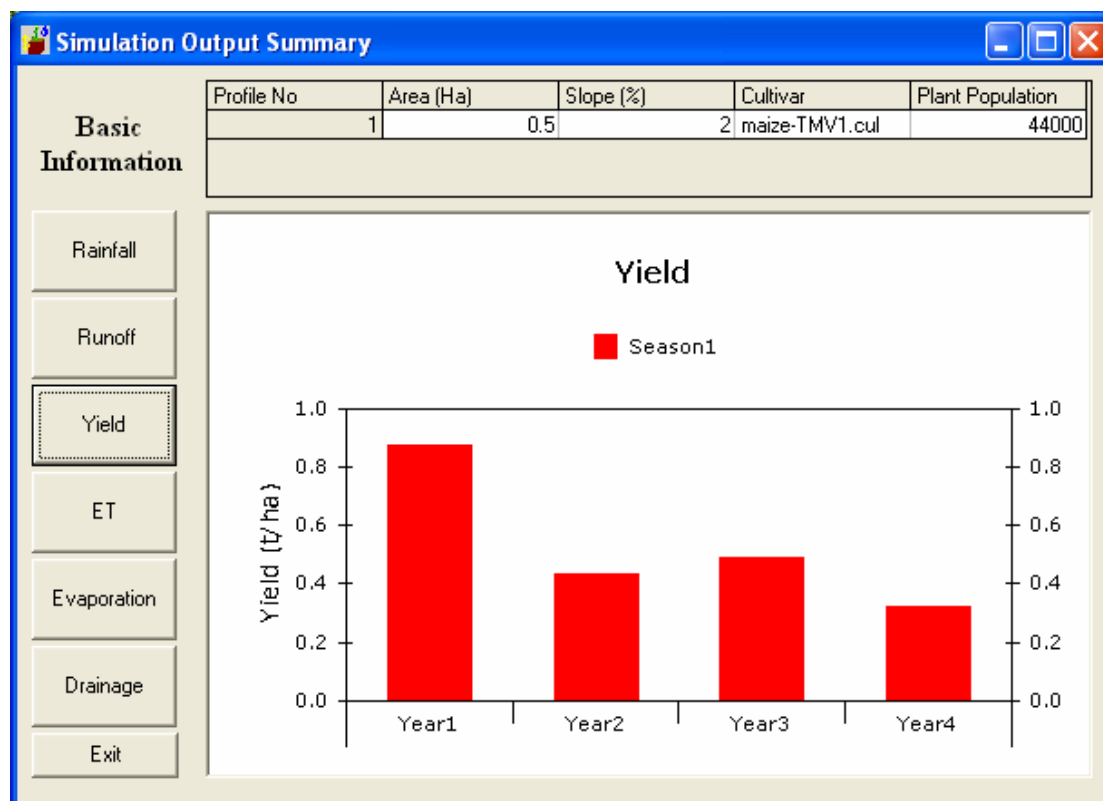 Simulation Output Summary
Basic
Information
Profile No Area (Ha) Slope (%) Cultivar Plant Population
1 0.5 2 maize-TMV1.cul 44000
Rainfall
Runoff
Yield
ET
Evaporation
Drainage
Exit
Yield
Season1
Yield (t/ha)
1.0 1.0
0.8 0.8
0.6 0.6
0.4 0.4
0.2 0.2
0.0 0.0
Year1 Year2 Year3 Year4